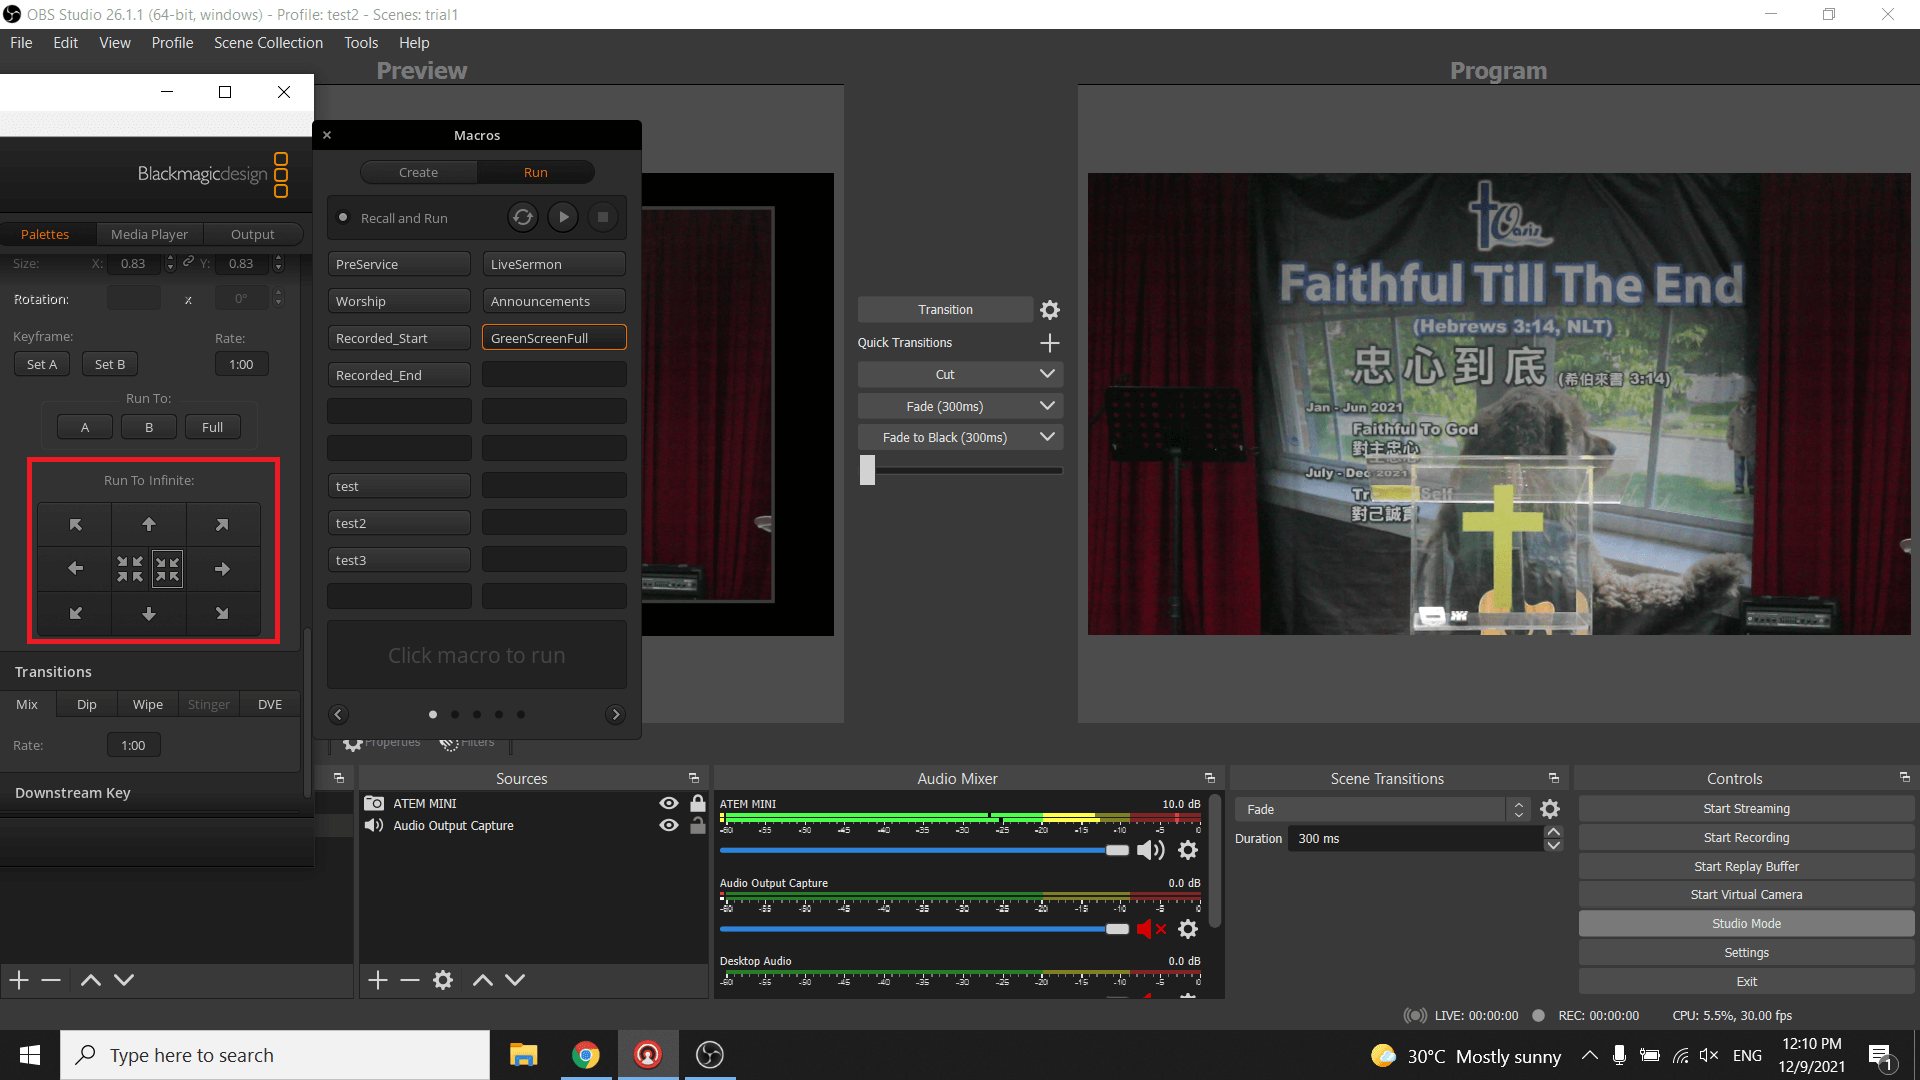 OBS Studio 26.1.1 (64-bit, windows) - Profile: test2 - Scenes: trial1
File Edit View Profile Scene Collection Tools Help
Preview
Program
Blackmagicdesign
Palettes Media Player Output
Size: X: 0.83 Y: 0.83
Rotation: x 0°
Keyframe: Rate:
Set A Set B 1:00
Run To:
A B Full
Run To Infinite:
Transitions
Mix Dip Wipe Stinger DVE
Rate: 1:00
Downstream Key
Macros
Create Run
Recall and Run
PreService LiveSermon
Worship Announcements
Recorded_Start GreenScreenFull
Recorded_End
test
test2
test3
Click macro to run
Transition
Quick Transitions
Cut
Fade (300ms)
Fade to Black (300ms)
Oasis
Faithful Till The End
(Hebrews 3:14, NLT)
忠心到底 (希伯來書 3:14)
Jan - Jun 2021
Faithful To God
對主忠心
July - Dec 2021
Self
對己誠
Properties Filters
Sources
ATEM MINI
Audio Output Capture
Audio Mixer
ATEM MINI 10.0 dB
-60 -55 -50 -45 -40 -35 -30 -25 -20 -15 -10 -5 0
Audio Output Capture 0.0 dB
-60 -55 -50 -45 -40 -35 -30 -25 -20 -15 -10 -5 0
Desktop Audio 0.0 dB
-60 -55 -50 -45 -40 -35 -30 -25 -20 -15 -10 -5 0
Scene Transitions
Fade
Duration 300 ms
Controls
Start Streaming
Start Recording
Start Replay Buffer
Start Virtual Camera
Studio Mode
Settings
Exit
LIVE: 00:00:00 REC: 00:00:00 CPU: 5.5%, 30.00 fps
Type here to search
30°C Mostly sunny
ENG
12:10 PM
12/9/2021
1